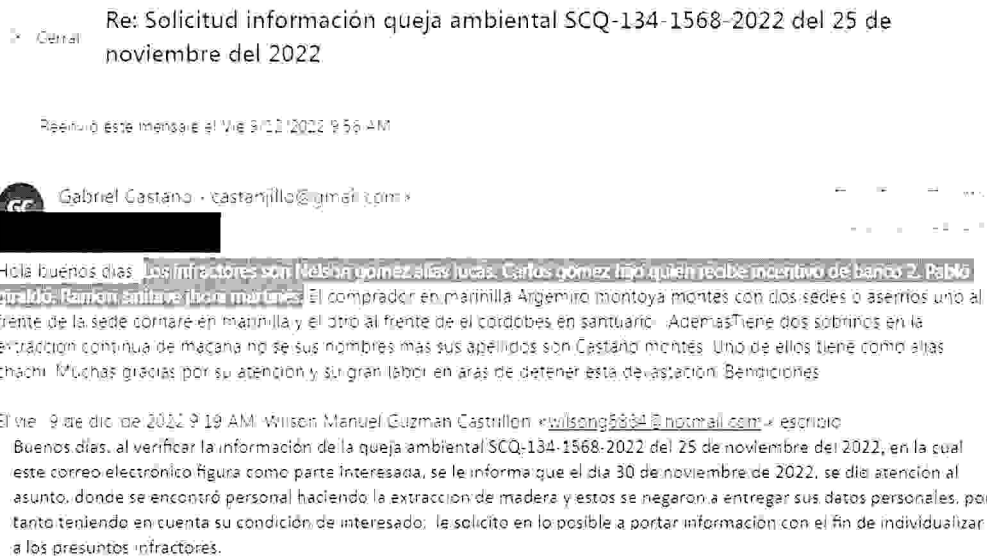 Re: Solicitud información queja ambiental SCQ-134-1568-2022 del 25 de
Cerrar
noviembre del 2022
Reenvió este mensaje el Vie 9/12/2022 9:56 AM
GC
Gabriel Castano < castanjillo@gmail.com >
Hola buenos dias. Los infractores son Nelson gomez alias lucas. Carlos gomez hijo quien recibe incentivo de banco 2. Pablo
giraldo. Ramon jhoni martines. El comprador en marinilla Argemiro montoya montes con dos sedes o aserrios uno al
frente de la sede cornare en marinilla y el otro al frente de el cordobes en santuario. AdemasTiene dos sobrinos en la
extraccion continua de macana no se sus nombres mas sus apellidos son Castaño montes. Uno de ellos tiene como alias
chachi. Muchas gracias por su atencion y su gran labor en aras de detener esta devastacion. Bendiciones
El vie., 9 de dic. de 2022 9:19 AM, Wilson Manuel Guzman Castrillon <wilsong6884@hotmail.com> escribio
Buenos días. al verificar la información de la queja ambiental SCQ-134-1568-2022 del 25 de noviembre del 2022, en la cual
este correo electrónico figura como parte interesada, se le informa que el dia 30 de noviembre de 2022, se dio atención al
asunto, donde se encontró personal haciendo la extraccion de madera y estos se negaron a entregar sus datos personales, por
tanto teniendo en cuenta su condición de interesado; le solicito en lo posible a portar información con el fin de individualizar
a los presuntos infractores.